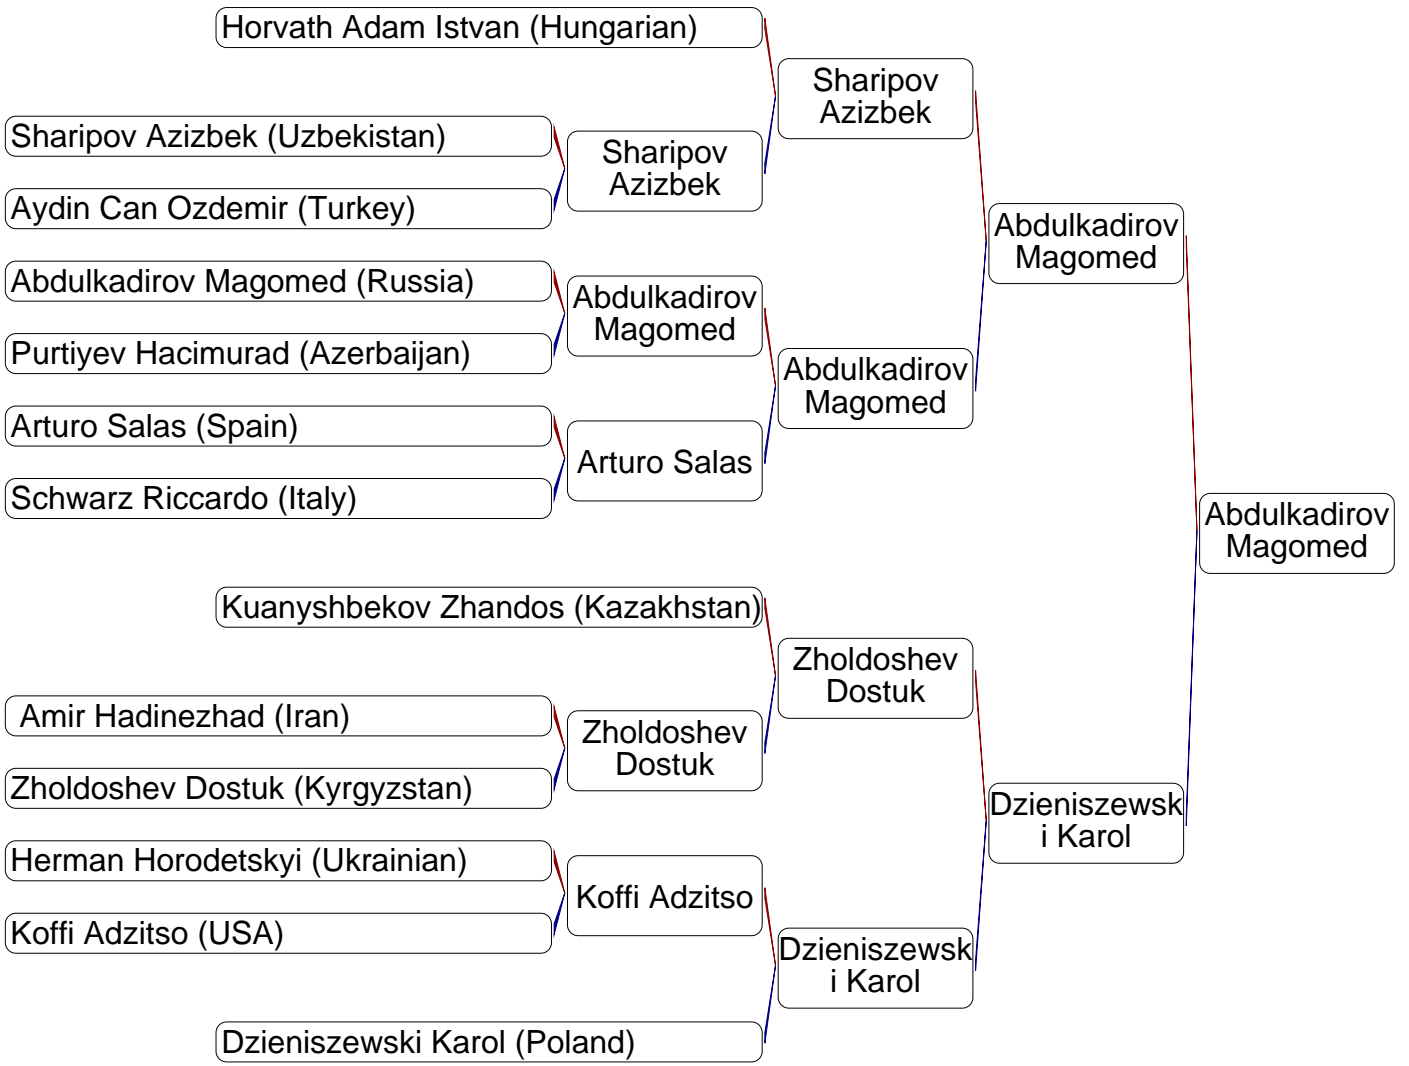 Horvath Adam Istvan (Hungarian)
Sharipov
Azizbek
Sharipov Azizbek (Uzbekistan)
Sharipov
Azizbek
Aydin Can Ozdemir (Turkey)
Abdulkadirov
Magomed
Abdulkadirov Magomed (Russia)
Abdulkadirov
Magomed
Purtiyev Hacimurad (Azerbaijan)
Abdulkadirov
Magomed
Arturo Salas (Spain)
Arturo Salas
Schwarz Riccardo (Italy)
Abdulkadirov
Magomed
Kuanyshbekov Zhandos (Kazakhstan)
Zholdoshev
Dostuk
Amir Hadinezhad (Iran)
Zholdoshev
Dostuk
Zholdoshev Dostuk (Kyrgyzstan)
Dzieniszewsk
i Karol
Herman Horodetskyi (Ukrainian)
Koffi Adzitso
Koffi Adzitso (USA)
Dzieniszewsk
i Karol
Dzieniszewski Karol (Poland)